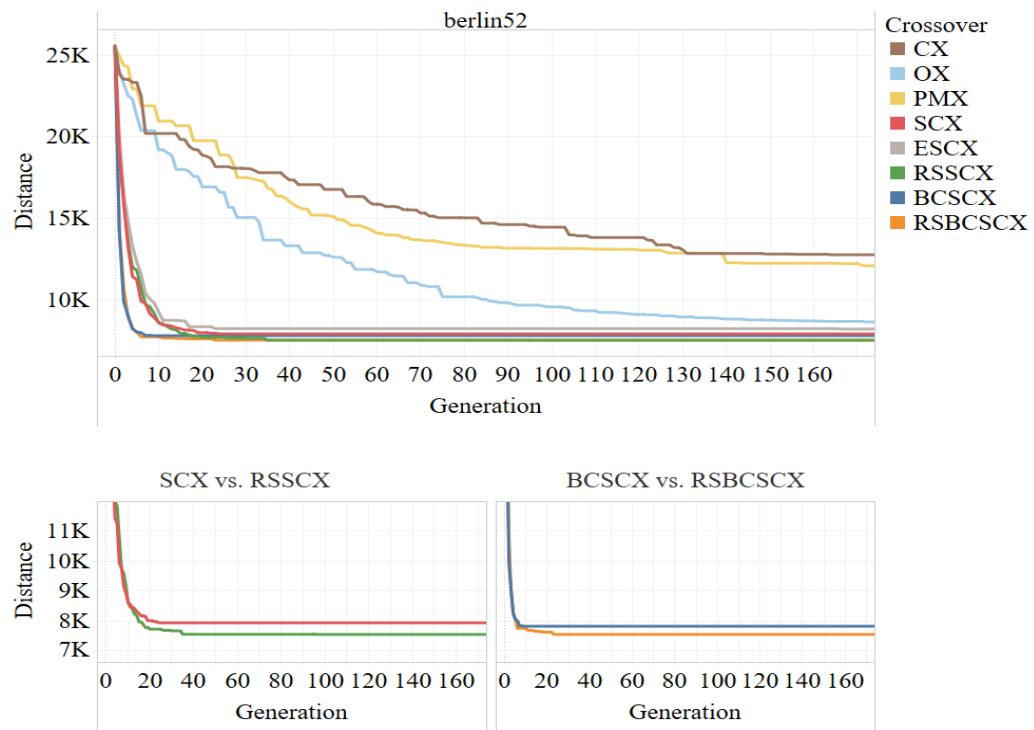 berlin52
Crossover
CX
OX
PMX
SCX
ESCX
RSSCX
BCSCX
RSBCSCX
Distance
25K
20K
15K
10K
0 10 20 30 40 50 60 70 80 90 100 110 120 130 140 150 160
Generation
SCX vs. RSSCX
Distance
11K
10K
9K
8K
7K
0 20 40 60 80 100 120 140 160
Generation
BCSCX vs. RSBCSCX
0 20 40 60 80 100 120 140 160
Generation